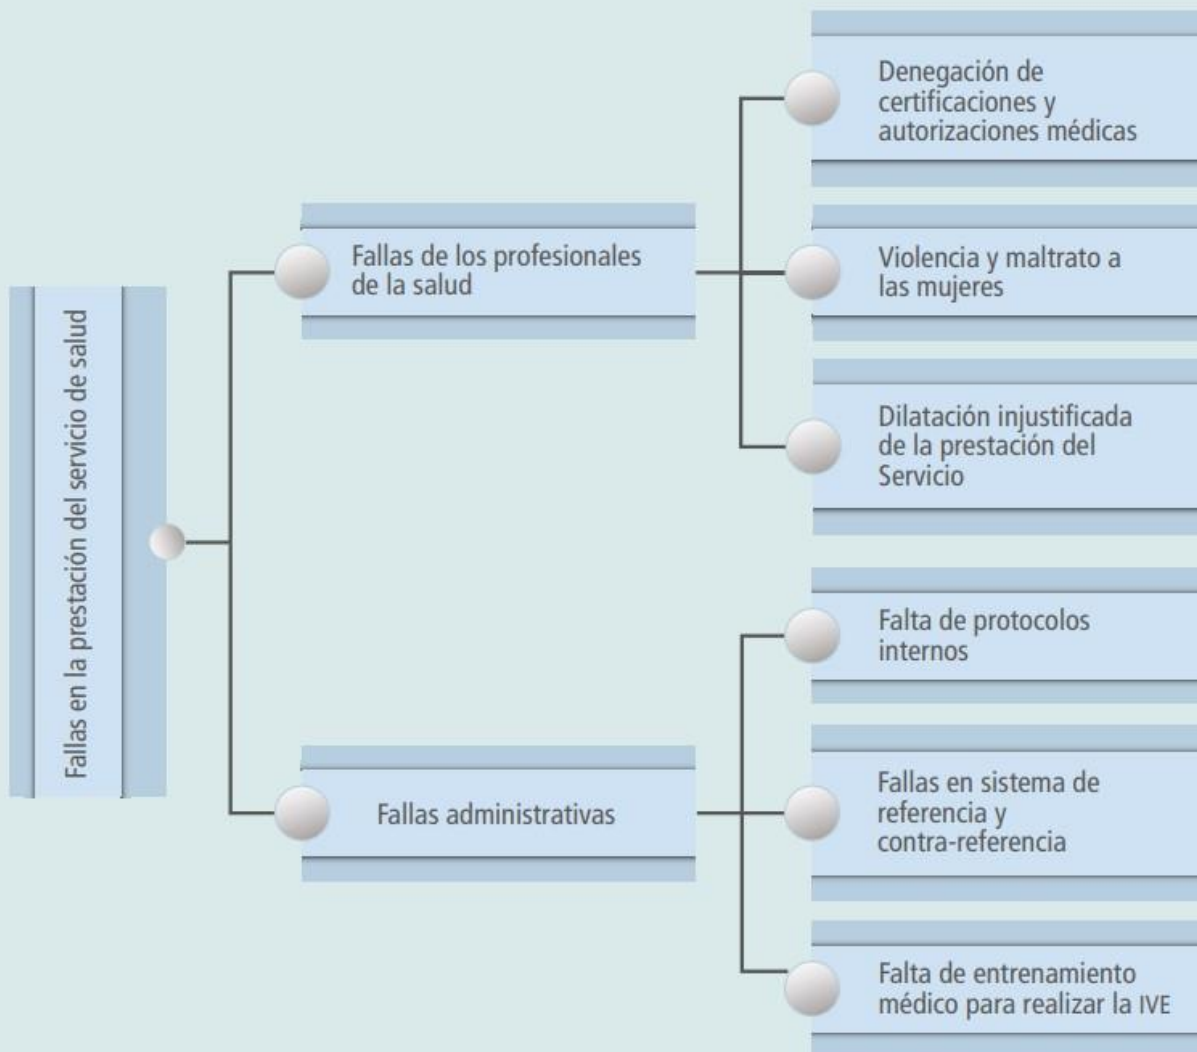 Fallas en la prestación del servicio de salud
Fallas de los profesionales
de la salud
Denegación de
certificaciones y
autorizaciones médicas
Violencia y maltrato a
las mujeres
Dilatación injustificada
de la prestación del
Servicio
Fallas administrativas
Falta de protocolos
internos
Fallas en sistema de
referencia y
contra-referencia
Falta de entrenamiento
médico para realizar la IVE